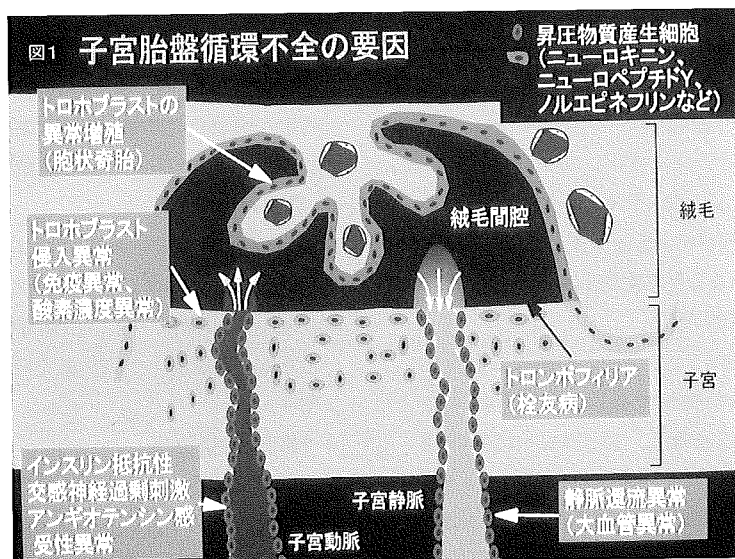 図1 子宮胎盤循環不全の要因
昇圧物質産生細胞
(ニューロキニン、
ニューロペプチドY、
ノルエピネフリンなど)
トロホブラストの
異常増殖
(胞状奇胎)
絨毛間腔
絨毛
トロホブラスト
侵入異常
(免疫異常、
酸素濃度異常)
トロンボフィリア
(栓友病)
子宮
インスリン抵抗性
交感神経過剰刺激
アンギオテンシン感
受性異常
子宮動脈
子宮静脈
静脈還流異常
(大血管異常)